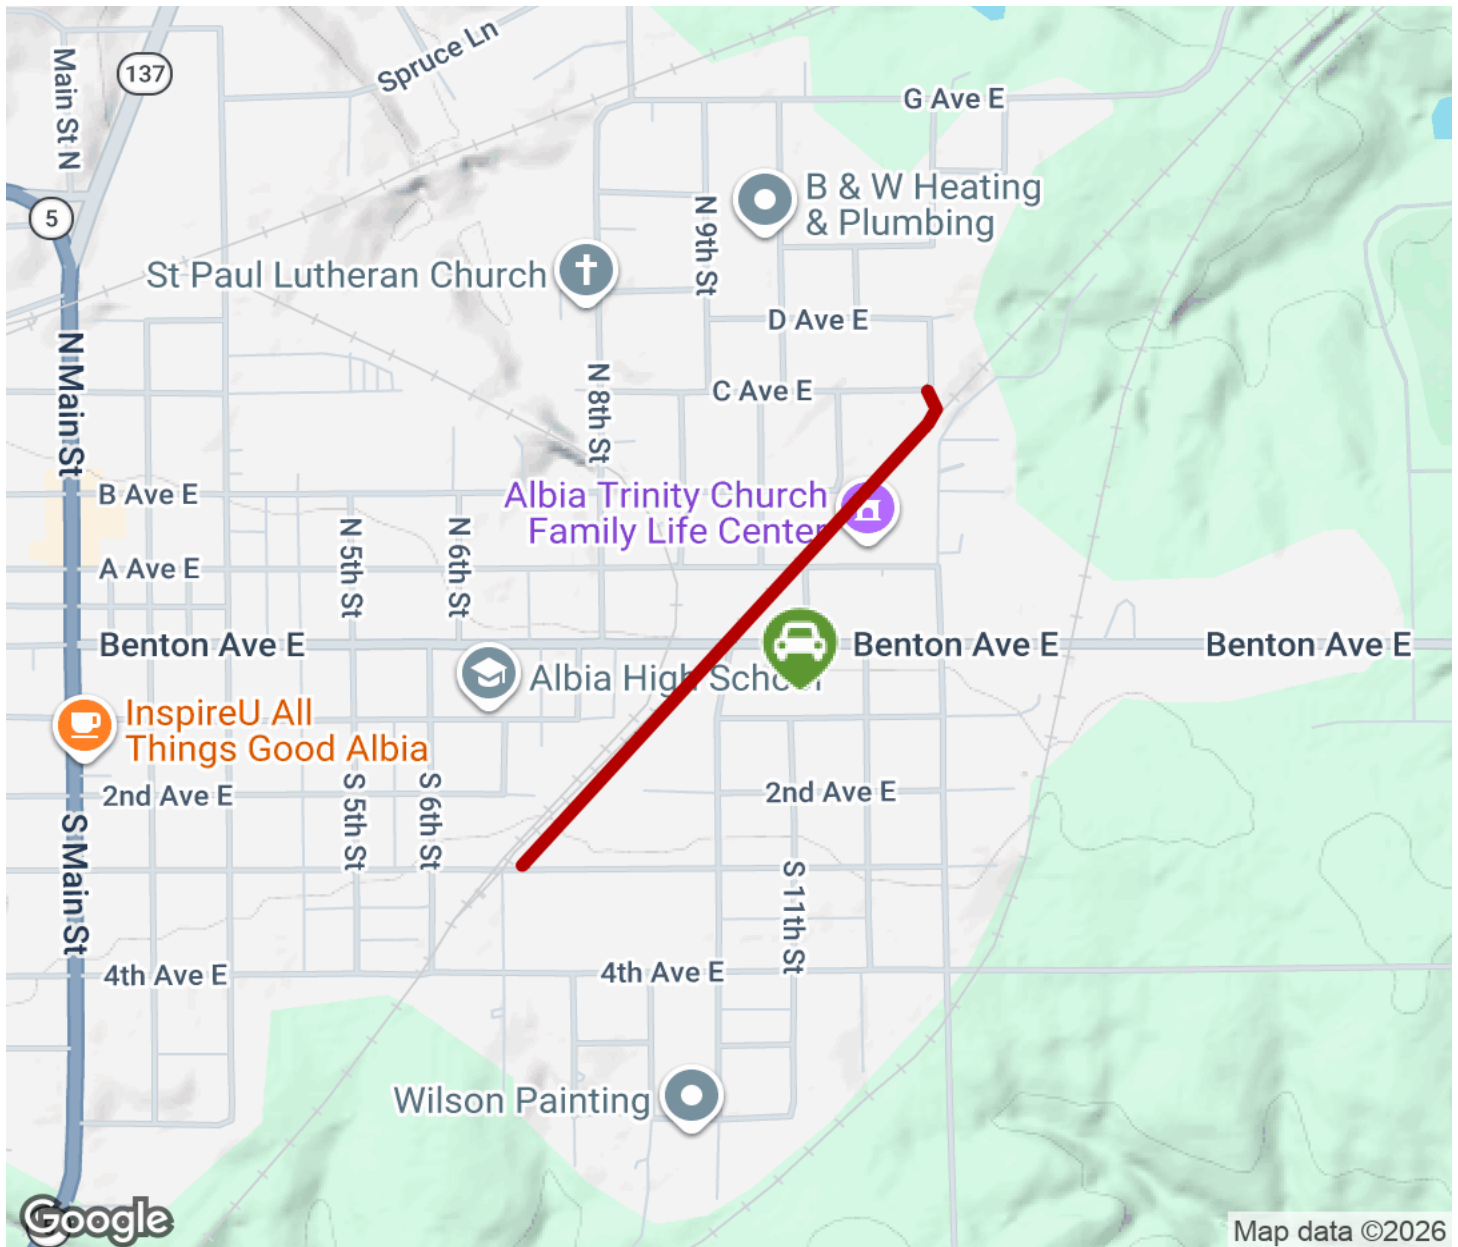 Spruce Ln
Main St N
137
G Ave E
B & W Heating
& Plumbing
5
N 9th St
St Paul Lutheran Church
D Ave E
N Main St
N 8th St
C Ave E
B Ave E
Albia Trinity Church
Family Life Center
N 5th St
N 6th St
A Ave E
Benton Ave E
Benton Ave E
Benton Ave E
Albia High School
InspireU All
Things Good Albia
2nd Ave E
S 5th St
S 6th St
2nd Ave E
S Main St
S 11th St
4th Ave E
4th Ave E
Wilson Painting
Google
Map data ©2026